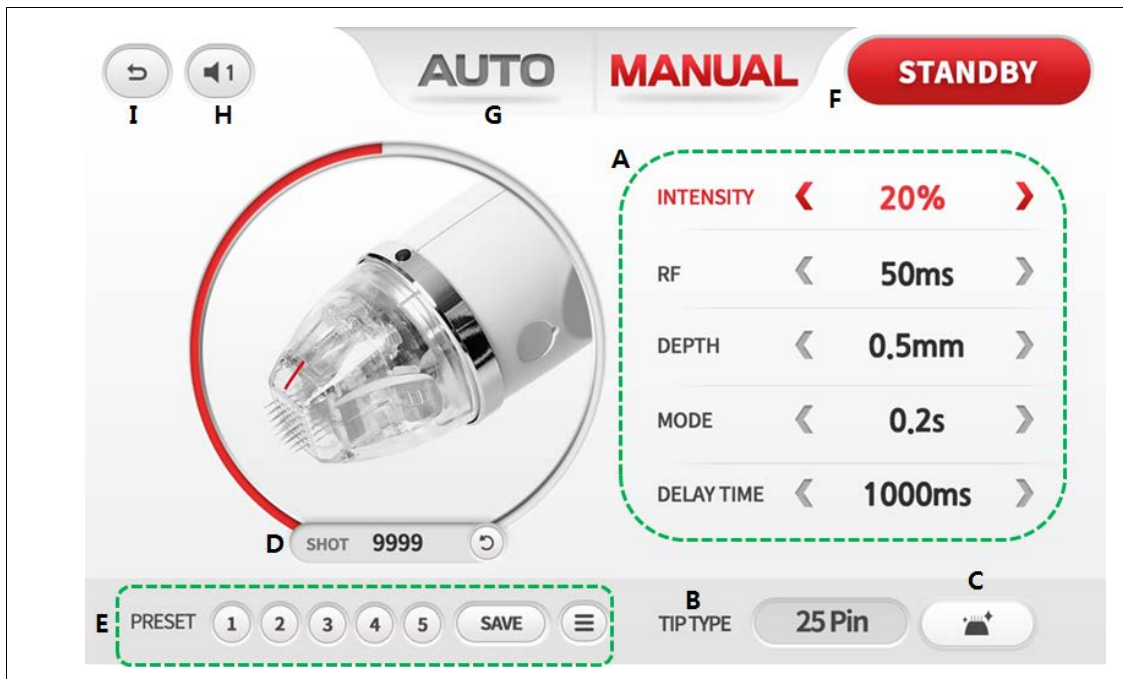 1
AUTO MANUAL STANDBY
I H G F
A
INTENSITY 20%
RF 50ms
DEPTH 0.5mm
MODE 0.2s
DELAY TIME 1000ms
D SHOT 9999
E PRESET 1 2 3 4 5 SAVE
B
TIP TYPE 25 Pin
C